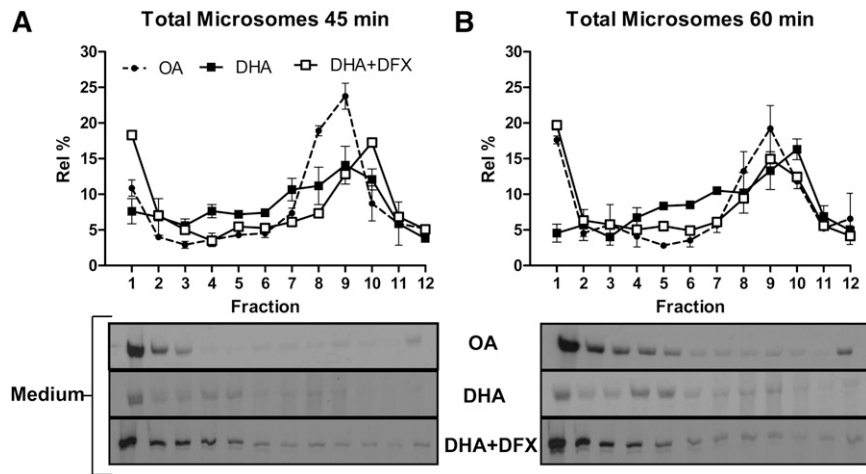 A Total Microsomes 45 min
30
25
20
15
10
5
0
Rel %
OA DHA DHA+DFX
1 2 3 4 5 6 7 8 9 10 11 12
Fraction
B Total Microsomes 60 min
30
25
20
15
10
5
0
Rel %
1 2 3 4 5 6 7 8 9 10 11 12
Fraction
Medium
OA
DHA
DHA+DFX